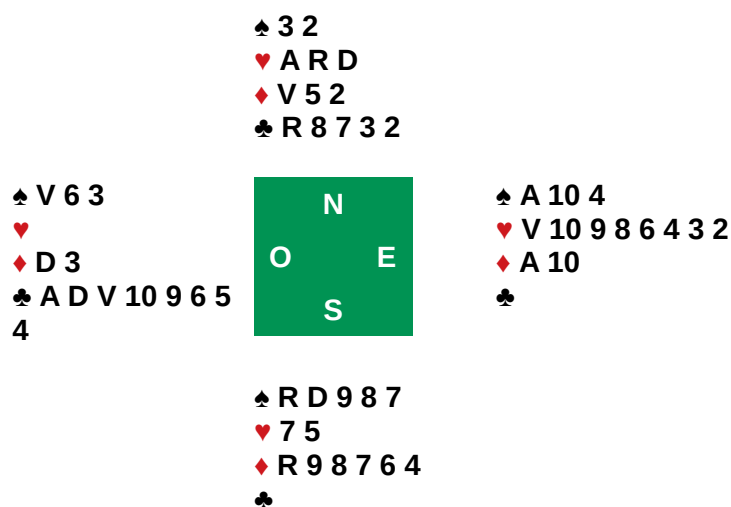 ♠ 3 2
♥ A R D
♦ V 5 2
♣ R 8 7 3 2
♠ V 6 3
♥
♦ D 3
♣ A D V 10 9 6 5
4
N
O E
S
♠ A 10 4
♥ V 10 9 8 6 4 3 2
♦ A 10
♣
♠ R D 9 8 7
♥ 7 5
♦ R 9 8 7 6 4
♣